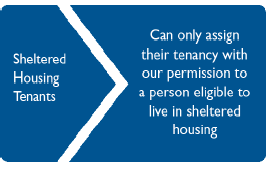 Sheltered
Housing
Tenants
Can only assign
their tenancy with
our permission to
a person eligible to
live in sheltered
housing